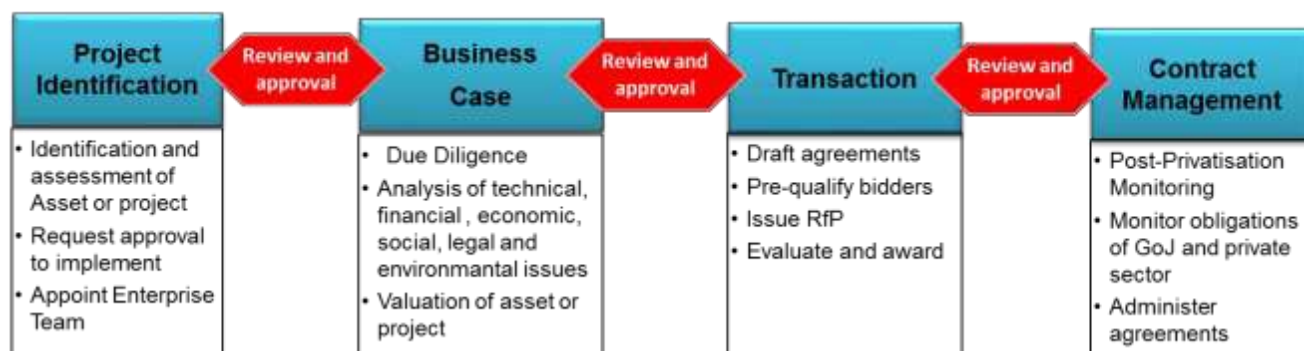 Project
Identification
Review and
approval
Business
Case
Review and
approval
Transaction
Review and
approval
Contract
Management
• Identification and
assessment of
Asset or project
• Request approval
to implement
• Appoint Enterprise
Team
• Due Diligence
• Analysis of technical,
financial , economic,
social, legal and
environmantal issues
• Valuation of asset or
project
• Draft agreements
• Pre-qualify bidders
• Issue RfP
• Evaluate and award
• Post-Privatisation
Monitoring
• Monitor obligations
of GoJ and private
sector
• Administer
agreements